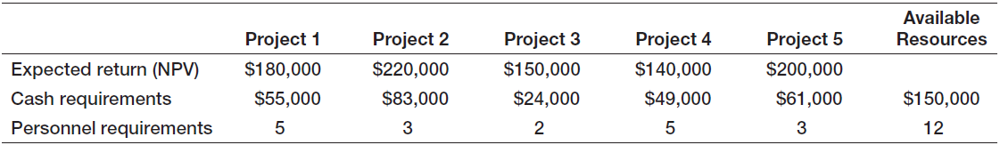 Available
Project 1 Project 2 Project 3 Project 4 Project 5 Resources
Expected return (NPV) $180,000 $220,000 $150,000 $140,000 $200,000
Cash requirements $55,000 $83,000 $24,000 $49,000 $61,000 $150,000
Personnel requirements 5 3 2 5 3 12